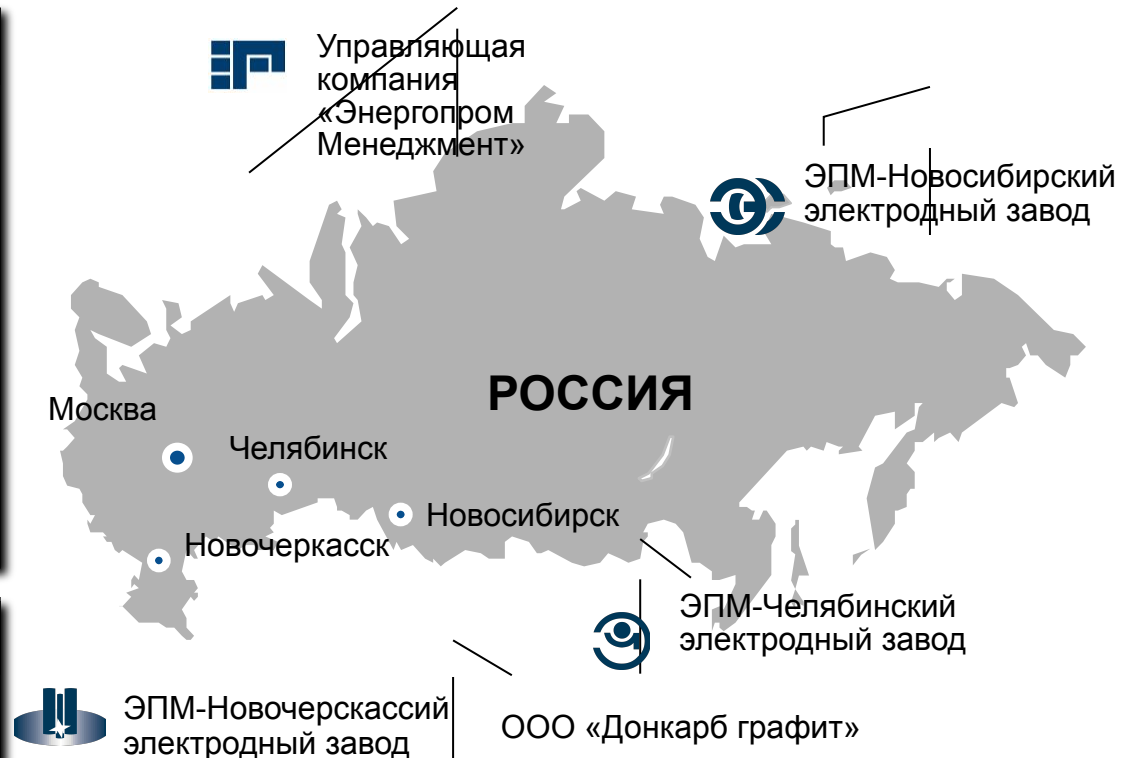 Управляющая
компания
«Энергопром
Менеджмент»
ЭПМ-Новосибирский
электродный завод
РОССИЯ
Москва
Челябинск
Новосибирск
Новочеркасск
ЭПМ-Челябинский
электродный завод
ЭПМ-Новочерскассий
электродный завод
ООО «Донкарб графит»